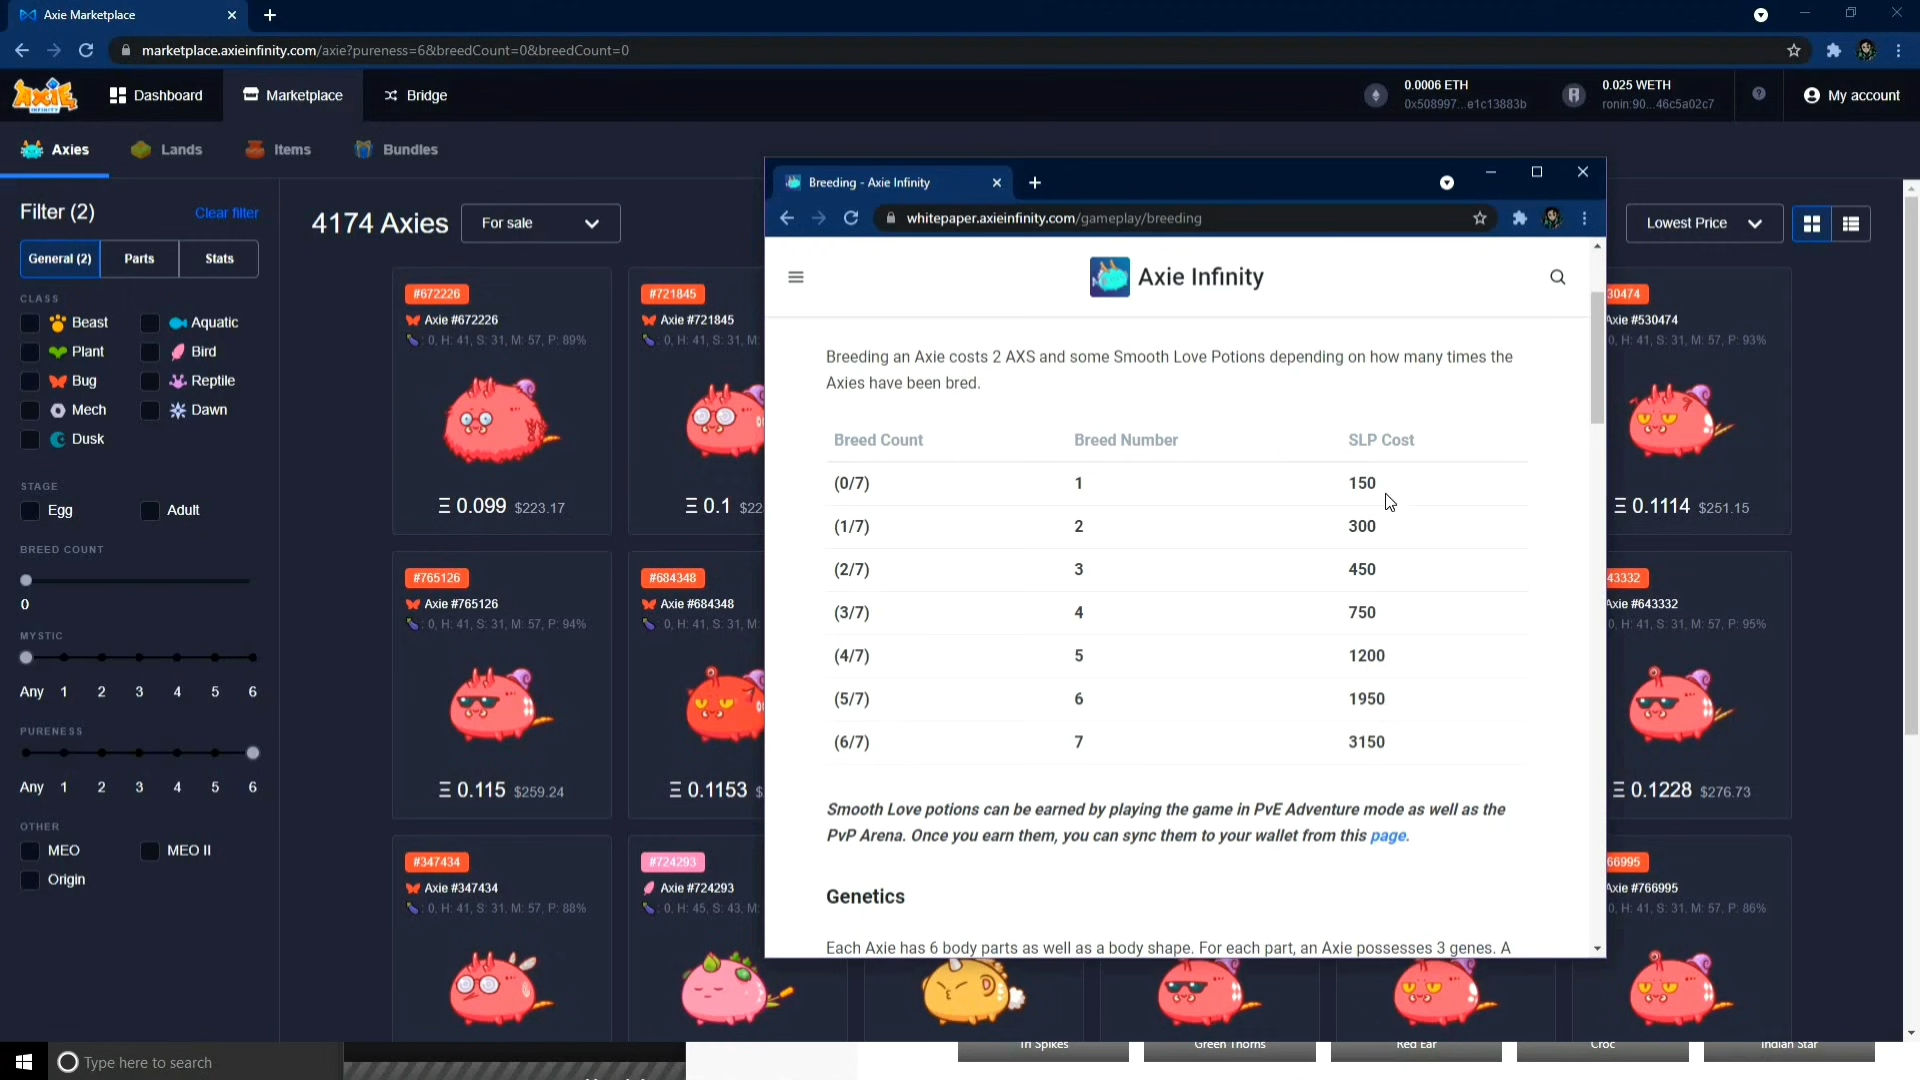 Axie Marketplace
marketplace.axieinfinity.com/axie?pureness=6&breedCount=0&breedCount=0
AXIE
INFINITY
Dashboard
Marketplace
Bridge
0.0006 ETH
0x508997...e1c13883b
0.025 WETH
ronin:90...46c5a02c7
My account
Axies
Lands
Items
Bundles
Filter (2)
Clear filter
General (2)
Parts
Stats
CLASS
Beast
Aquatic
Plant
Bird
Bug
Reptile
Mech
Dawn
Dusk
STAGE
Egg
Adult
BREED COUNT
0
MYSTIC
Any 1 2 3 4 5 6
PURENESS
Any 1 2 3 4 5 6
OTHER
MEO
MEO II
Origin
4174 Axies
For sale
Lowest Price
#672226
Axie #672226
: 0, H: 41, S: 31, M: 57, P: 89%
Ξ 0.099 $223.17
#721845
Axie #721845
: 0, H: 41, S: 31, M:
Ξ 0.1 $22
30474
Axie #530474
0, H: 41, S: 31, M: 57, P: 93%
Ξ 0.1114 $251.15
#765126
Axie #765126
: 0, H: 41, S: 31, M: 57, P: 94%
Ξ 0.115 $259.24
#684348
Axie #684348
: 0, H: 41, S: 31, M:
Ξ 0.1153 $
43332
Axie #643332
0, H: 41, S: 31, M: 57, P: 95%
Ξ 0.1228 $276.73
#347434
Axie #347434
: 0, H: 41, S: 31, M: 57, P: 88%
#724293
Axie #724293
: 0, H: 45, S: 43, M:
66995
Axie #766995
0, H: 41, S: 31, M: 57, P: 86%
Breeding - Axie Infinity
whitepaper.axieinfinity.com/gameplay/breeding
Axie Infinity
Breeding an Axie costs 2 AXS and some Smooth Love Potions depending on how many times the
Axies have been bred.
Breed Count Breed Number SLP Cost
(0/7) 1 150
(1/7) 2 300
(2/7) 3 450
(3/7) 4 750
(4/7) 5 1200
(5/7) 6 1950
(6/7) 7 3150
Smooth Love potions can be earned by playing the game in PvE Adventure mode as well as the
PvP Arena. Once you earn them, you can sync them to your wallet from this page.
Genetics
Each Axie has 6 body parts as well as a body shape. For each part, an Axie possesses 3 genes. A
Type here to search
Tri Spikes
Green Thorns
Red Ear
Croc
Indian Star